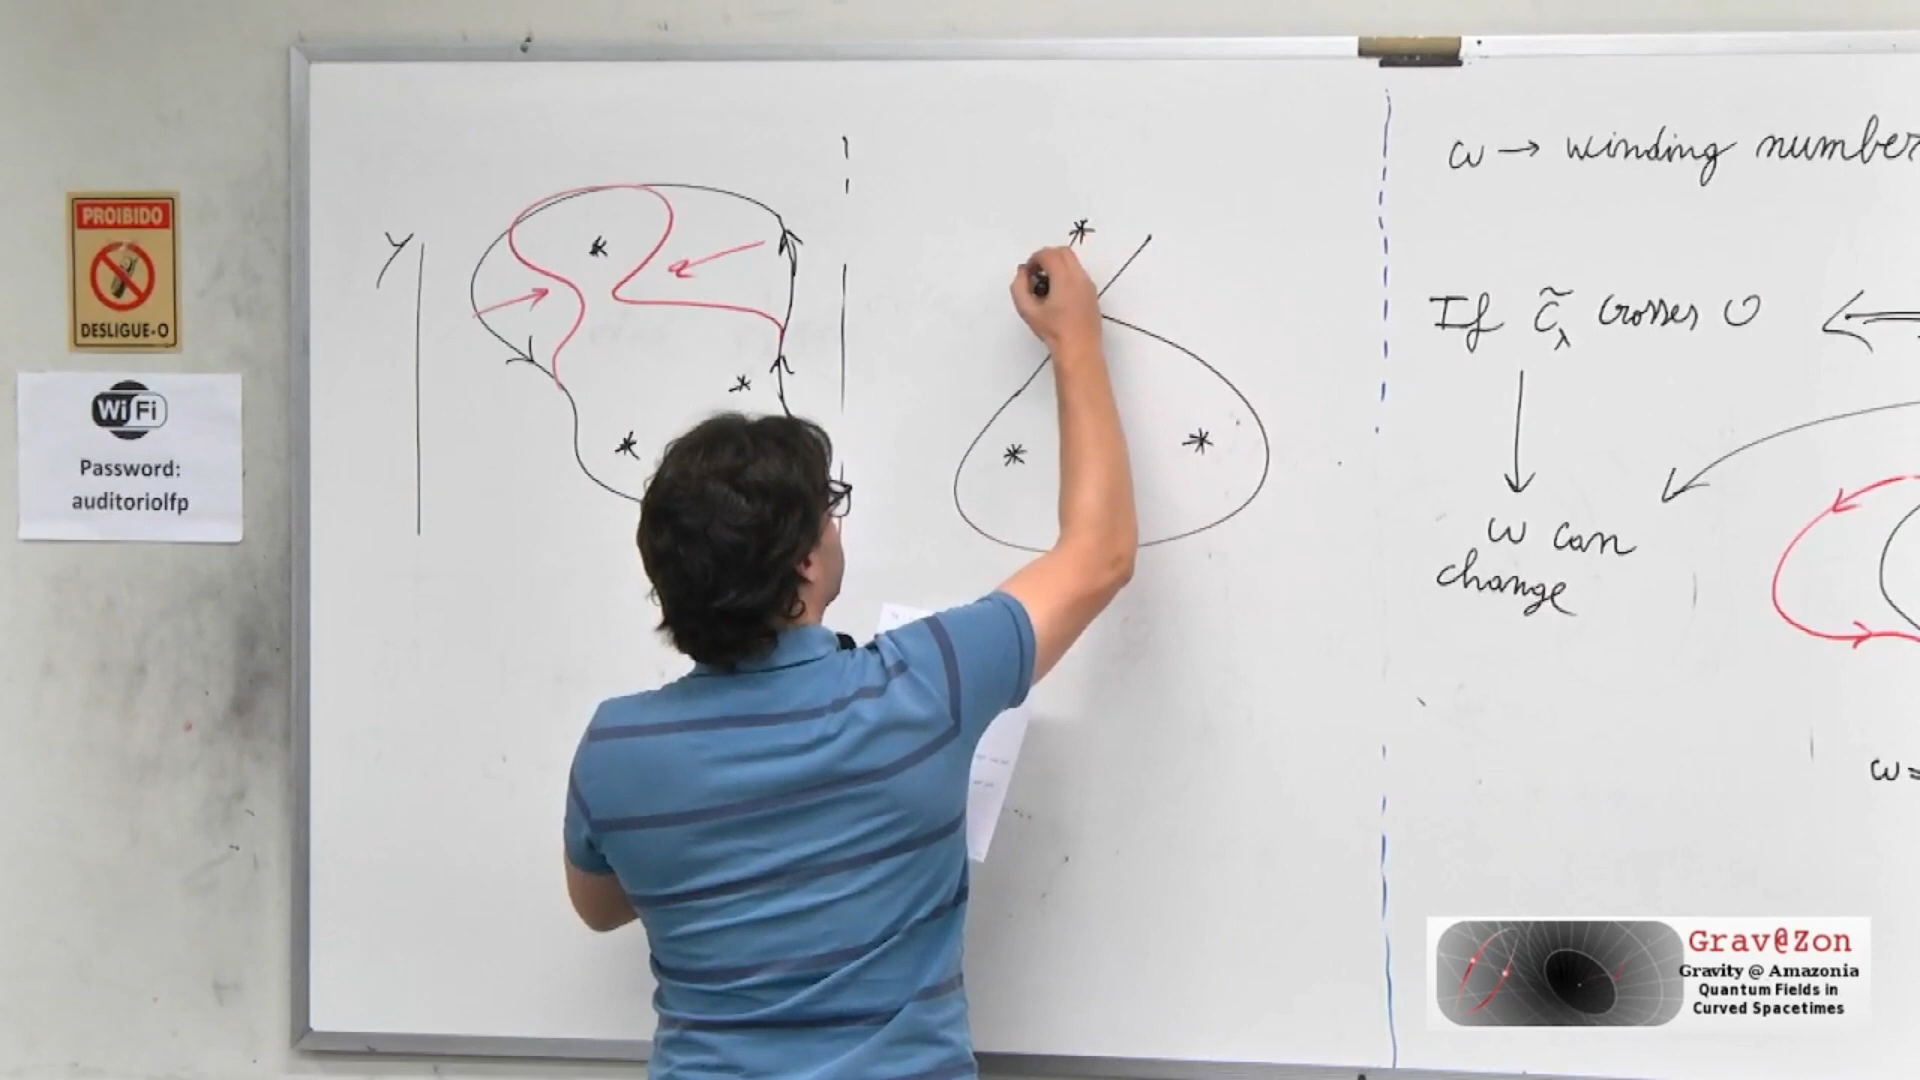 PROIBIDO
DESLIGUE-O
WiFi
Password:
auditoriolfp
Y
ω → winding number
If C̃λ crosses 0
ω can
change
ω =
Grav@Zon
Gravity @ Amazonia
Quantum Fields in
Curved Spacetimes